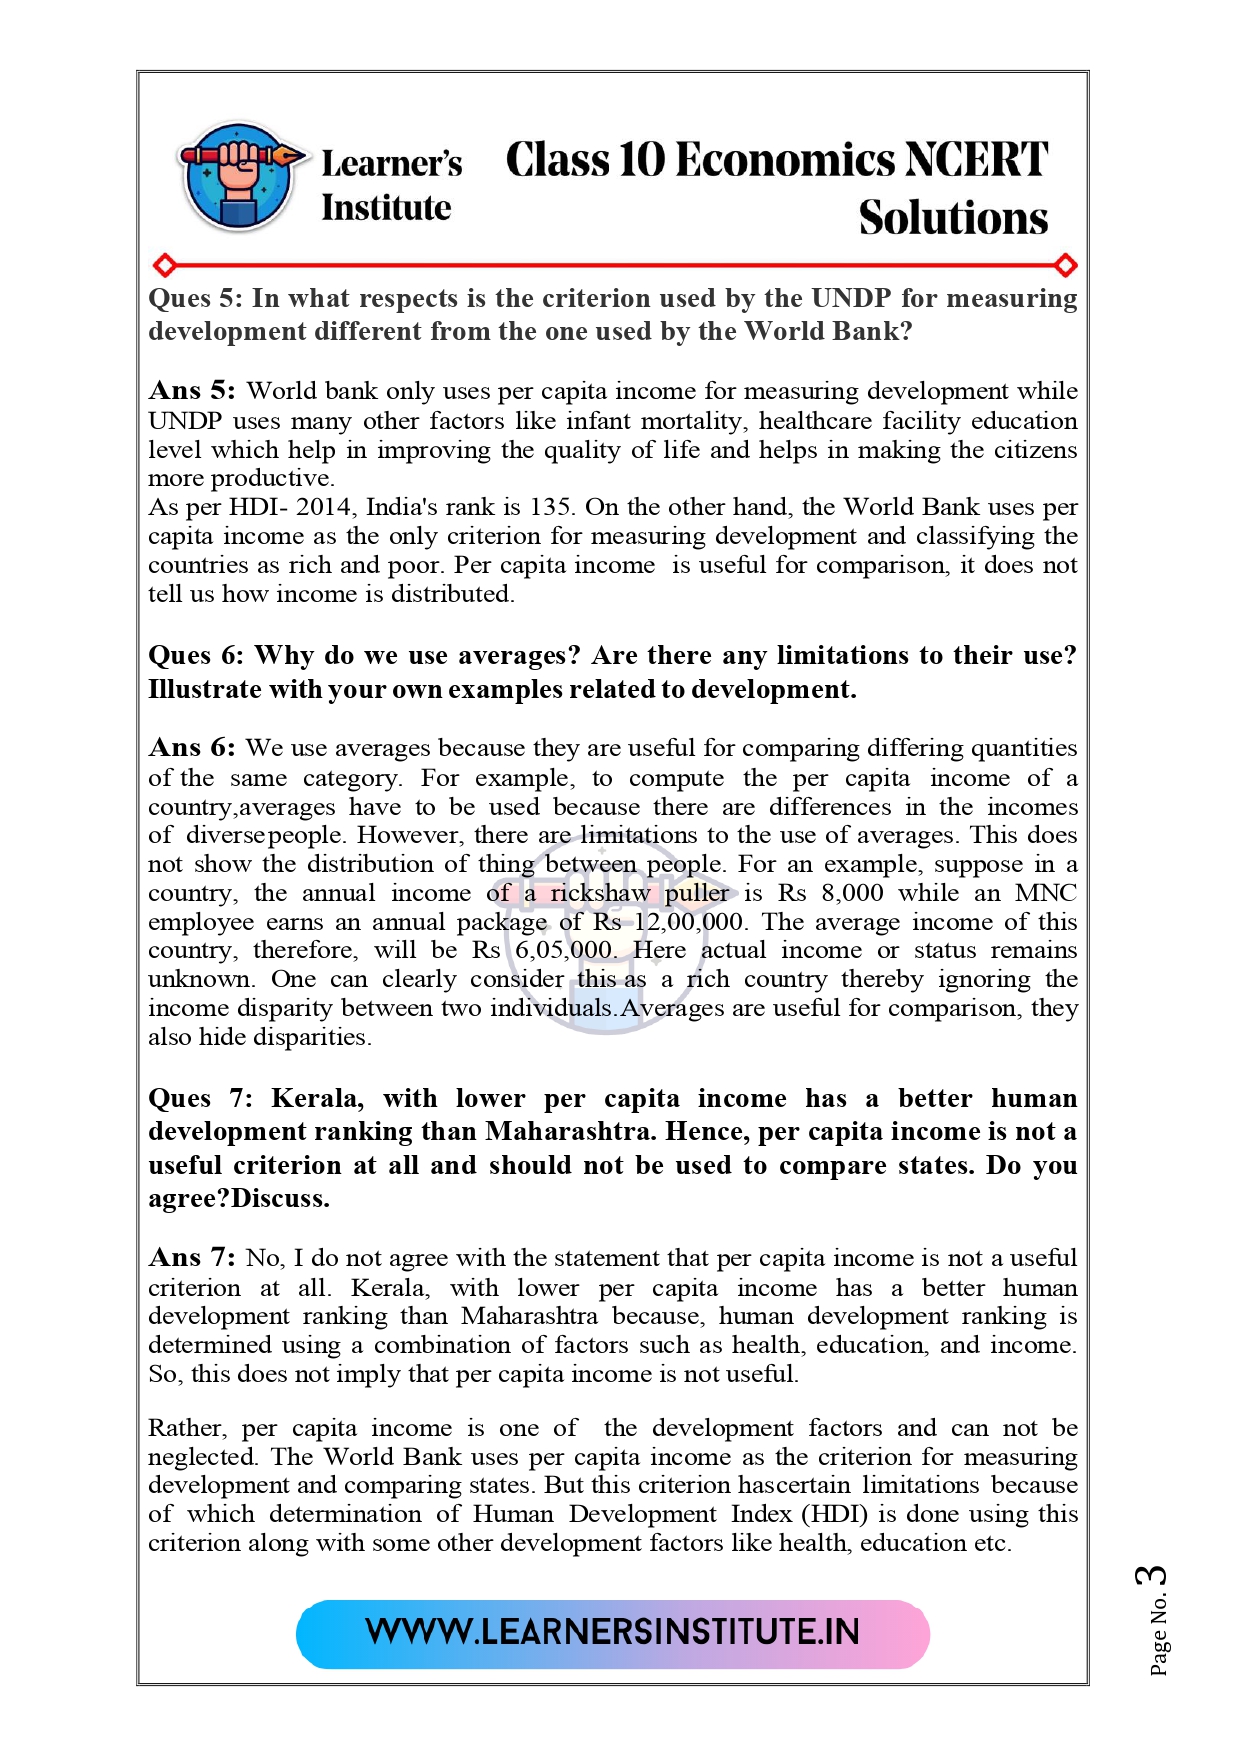 Learner's
Institute
Class 10 Economics NCERT
Solutions
Ques 5: In what respects is the criterion used by the UNDP for measuring
development different from the one used by the World Bank?
Ans 5: World bank only uses per capita income for measuring development while
UNDP uses many other factors like infant mortality, healthcare facility education
level which help in improving the quality of life and helps in making the citizens
more productive.
As per HDI- 2014, India's rank is 135. On the other hand, the World Bank uses per
capita income as the only criterion for measuring development and classifying the
countries as rich and poor. Per capita income is useful for comparison, it does not
tell us how income is distributed.
Ques 6: Why do we use averages? Are there any limitations to their use?
Illustrate with your own examples related to development.
Ans 6: We use averages because they are useful for comparing differing quantities
of the same category. For example, to compute the per capita income of a
country,averages have to be used because there are differences in the incomes
of diversepeople. However, there are limitations to the use of averages. This does
not show the distribution of thing between people. For an example, suppose in a
country, the annual income of a rickshaw puller is Rs 8,000 while an MNC
employee earns an annual package of Rs 12,00,000. The average income of this
country, therefore, will be Rs 6,05,000. Here actual income or status remains
unknown. One can clearly consider this as a rich country thereby ignoring the
income disparity between two individuals.Averages are useful for comparison, they
also hide disparities.
Ques 7: Kerala, with lower per capita income has a better human
development ranking than Maharashtra. Hence, per capita income is not a
useful criterion at all and should not be used to compare states. Do you
agree?Discuss.
Ans 7: No, I do not agree with the statement that per capita income is not a useful
criterion at all. Kerala, with lower per capita income has a better human
development ranking than Maharashtra because, human development ranking is
determined using a combination of factors such as health, education, and income.
So, this does not imply that per capita income is not useful.
Rather, per capita income is one of the development factors and can not be
neglected. The World Bank uses per capita income as the criterion for measuring
development and comparing states. But this criterion hascertain limitations because
of which determination of Human Development Index (HDI) is done using this
criterion along with some other development factors like health, education etc.
WWW.LEARNERSINSTITUTE.IN
Page No. 3